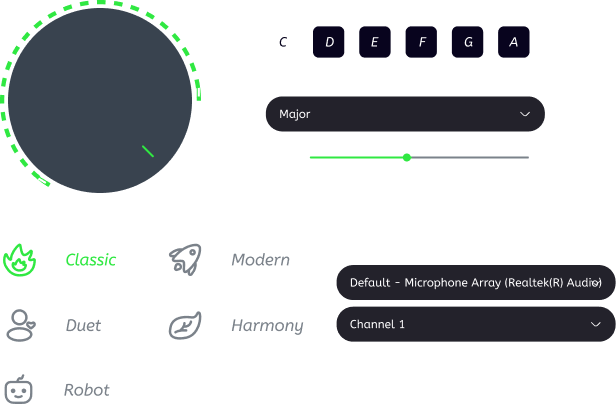 C D E F G A
Major
Classic
Modern
Default - Microphone Array (Realtek(R) Audio)
Duet
Harmony
Channel 1
Robot